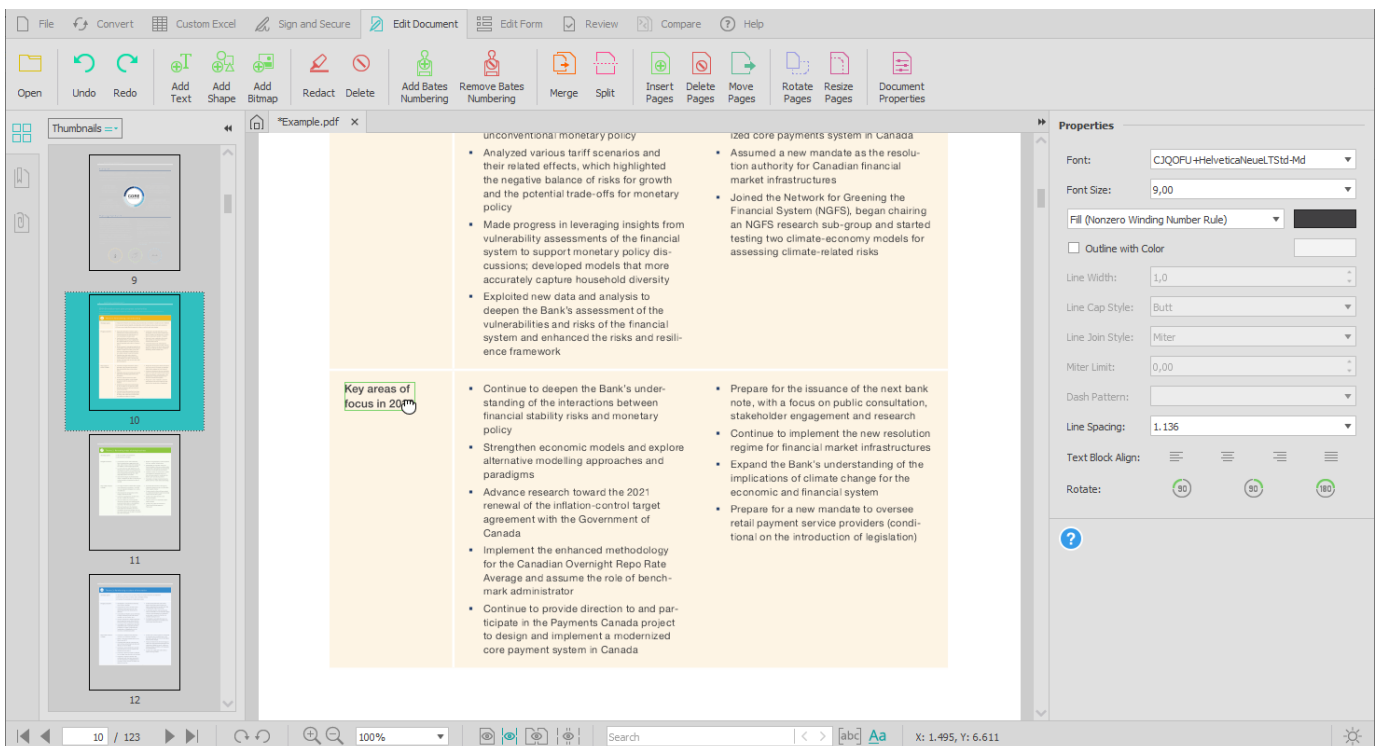 File Convert Custom Excel Sign and Secure Edit Document Edit Form Review Compare Help
Open Undo Redo Add Text Add Shape Add Bitmap Redact Delete Add Bates Numbering Remove Bates Numbering Merge Split Insert Pages Delete Pages Move Pages Rotate Pages Resize Pages Document Properties
Thumbnails
9
10
11
12
*Example.pdf
unconventional monetary policy
Analyzed various tariff scenarios and
their related effects, which highlighted
the negative balance of risks for growth
and the potential trade-offs for monetary
policy
Made progress in leveraging insights from
vulnerability assessments of the financial
system to support monetary policy dis-
cussions; developed models that more
accurately capture household diversity
Exploited new data and analysis to
deepen the Bank's assessment of the
vulnerabilities and risks of the financial
system and enhanced the risks and resili-
ence framework
ized core payments system in Canada
Assumed a new mandate as the resolu-
tion authority for Canadian financial
market infrastructures
Joined the Network for Greening the
Financial System (NGFS), began chairing
an NGFS research sub-group and started
testing two climate-economy models for
assessing climate-related risks
Key areas of
focus in 20
Continue to deepen the Bank's under-
standing of the interactions between
financial stability risks and monetary
policy
Strengthen economic models and explore
alternative modelling approaches and
paradigms
Advance research toward the 2021
renewal of the inflation-control target
agreement with the Government of
Canada
Implement the enhanced methodology
for the Canadian Overnight Repo Rate
Average and assume the role of bench-
mark administrator
Continue to provide direction to and par-
ticipate in the Payments Canada project
to design and implement a modernized
core payment system in Canada
Prepare for the issuance of the next bank
note, with a focus on public consultation,
stakeholder engagement and research
Continue to implement the new resolution
regime for financial market infrastructures
Expand the Bank's understanding of the
implications of climate change for the
economic and financial system
Prepare for a new mandate to oversee
retail payment service providers (condi-
tional on the introduction of legislation)
Properties
Font: CJQOFU+HelveticaNeueLTStd-Md
Font Size: 9,00
Fill (Nonzero Winding Number Rule)
Outline with Color
Line Width: 1,0
Line Cap Style: Butt
Line Join Style: Miter
Miter Limit: 0,00
Dash Pattern:
Line Spacing: 1.136
Text Block Align:
Rotate: 90 90 180
?
10 / 123 100% Search [abc] Aa X: 1.495, Y: 6.611